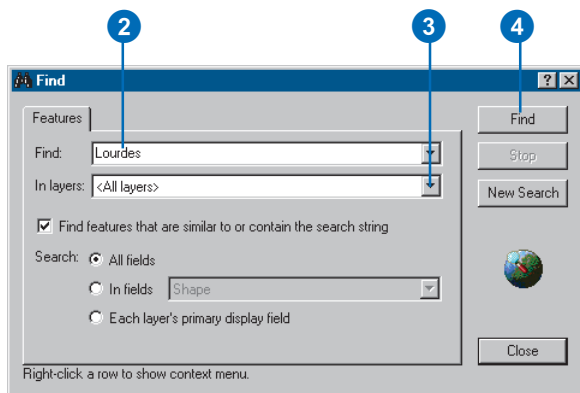 2 3 4
Find ? ×
Features
Find: Lourdes
In layers: <All layers>
Find features that are similar to or contain the search string
Search: All fields
In fields Shape
Each layer's primary display field
Find
Stop
New Search
Close
Right-click a row to show context menu.